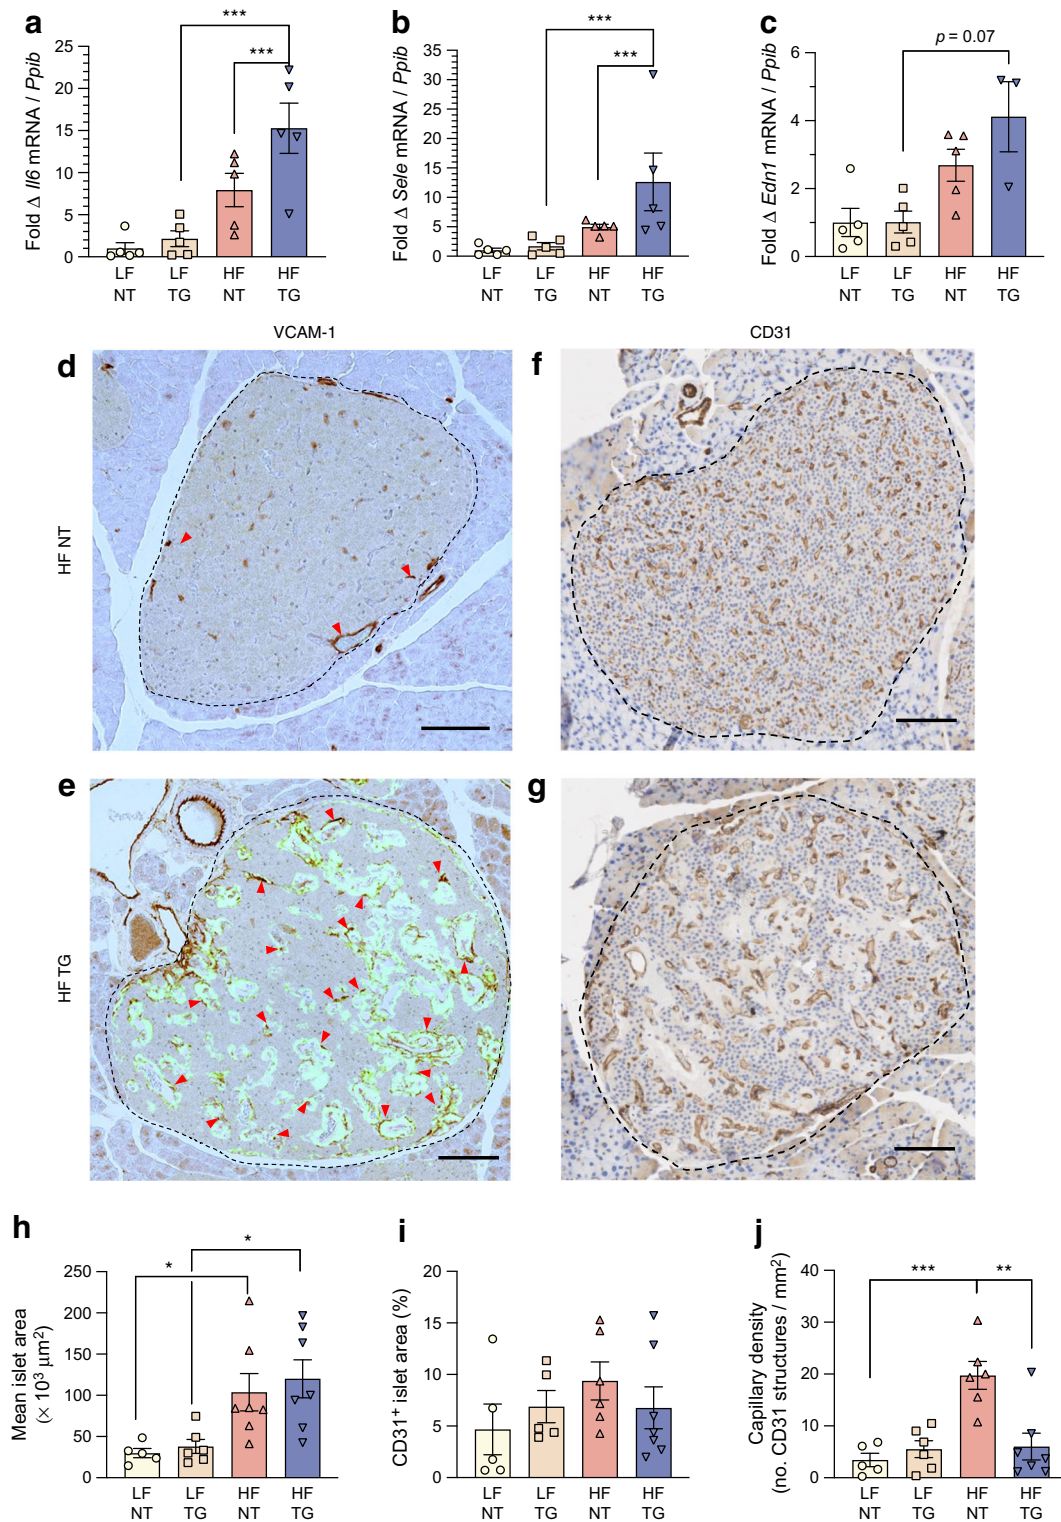 a
Fold Δ Il6 mRNA / Ppib
25
20
15
10
5
0
***
***
LF LF HF HF
NT TG NT TG
b
Fold Δ Sele mRNA / Ppib
35
30
25
20
15
10
5
0
***
***
LF LF HF HF
NT TG NT TG
c
Fold Δ Edn1 mRNA / Ppib
6
4
2
0
p = 0.07
LF LF HF HF
NT TG NT TG
VCAM-1
CD31
d
f
HF NT
e
g
HF TG
h
Mean islet area
(× 10³ μm²)
250
200
150
100
50
0
*
*
LF LF HF HF
NT TG NT TG
i
CD31⁺ islet area (%)
20
15
10
5
0
LF LF HF HF
NT TG NT TG
j
Capillary density
(no. CD31 structures / mm²)
40
30
20
10
0
***
**
LF LF HF HF
NT TG NT TG